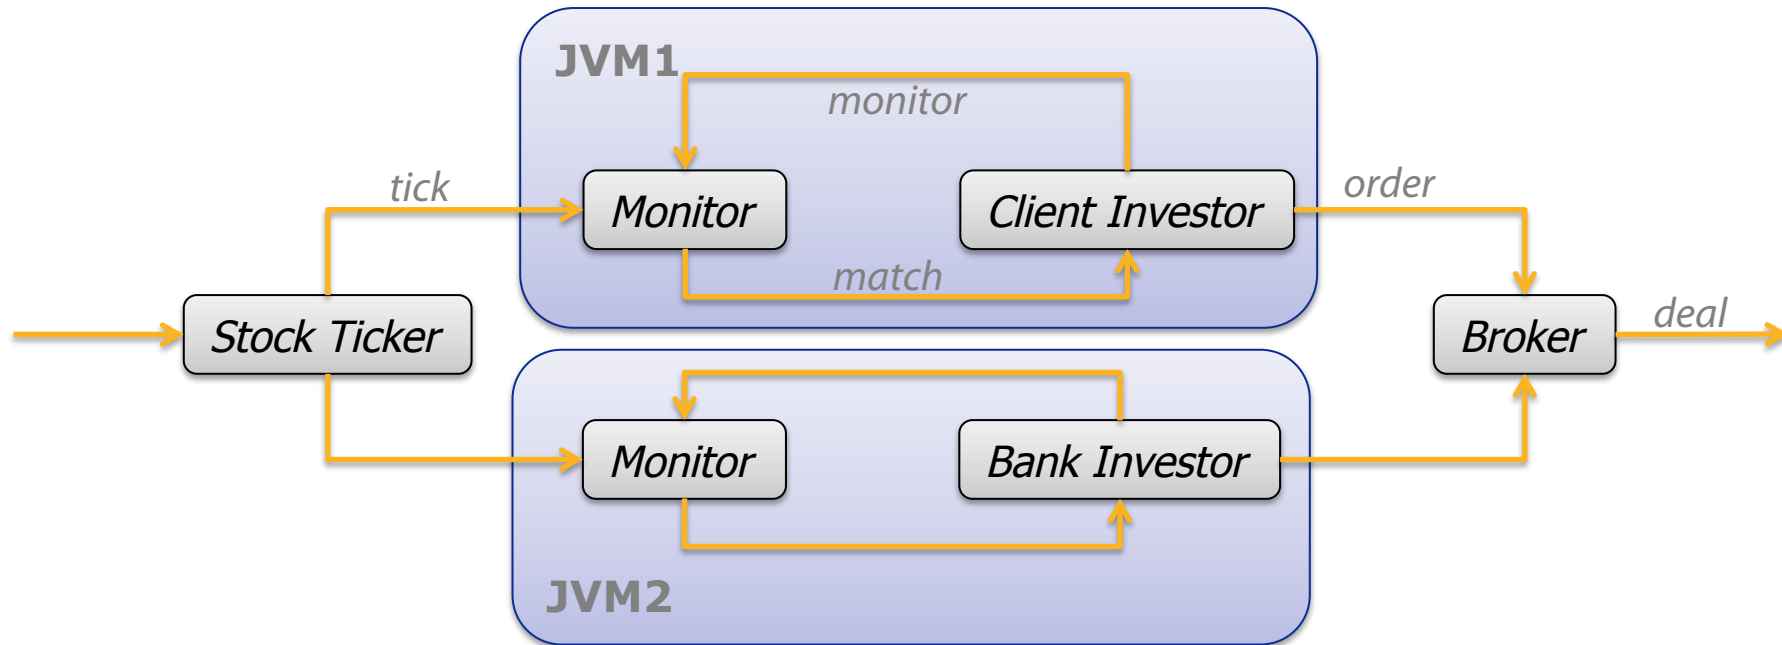 JVM1
monitor
tick
Monitor
Client Investor
order
match
Stock Ticker
Broker
deal
Monitor
Bank Investor
JVM2